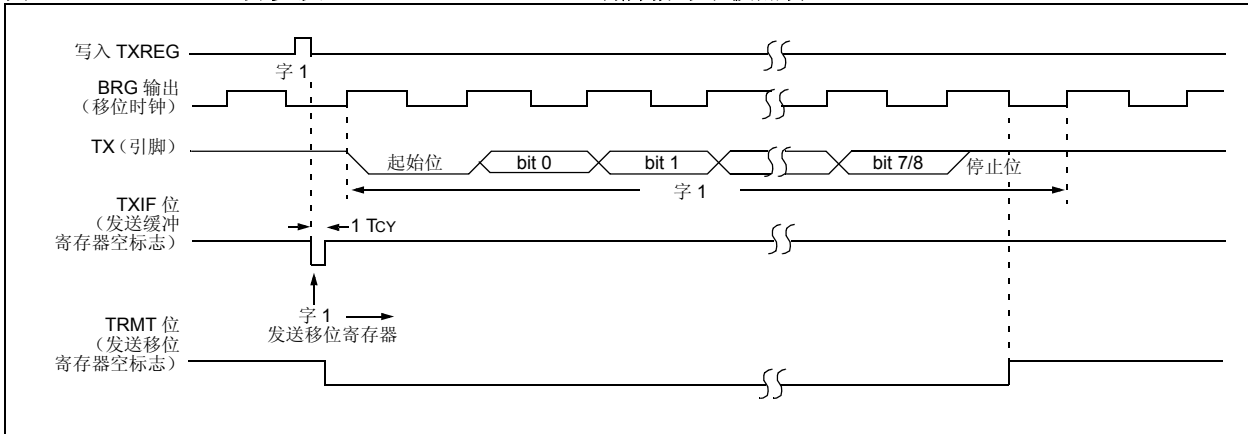 写入 TXREG
字 1
BRG 输出
（移位时钟）
TX（引脚）
起始位
bit 0
bit 1
bit 7/8
停止位
字 1
TXIF 位
（发送缓冲
寄存器空标志）
1 TCY
字 1
发送移位寄存器
TRMT 位
（发送移位
寄存器空标志）